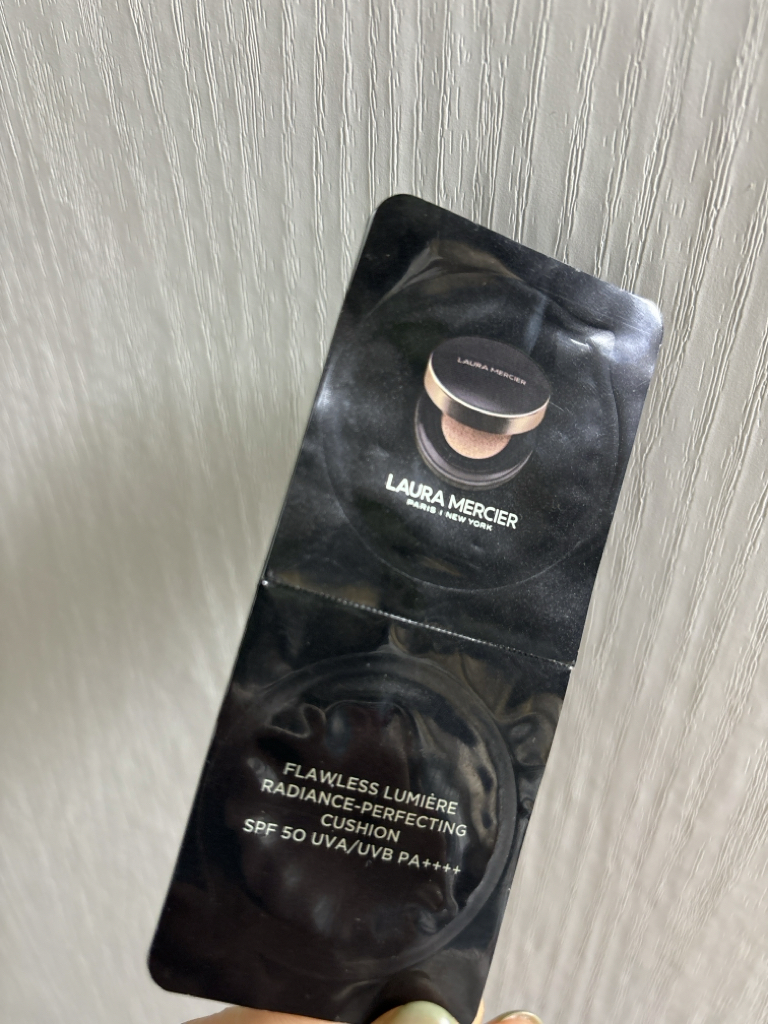 LAURA MERCIER
LAURA MERCIER
PARIS | NEW YORK
FLAWLESS LUMIÈRE
RADIANCE-PERFECTING
CUSHION
SPF 50 UVA/UVB PA++++